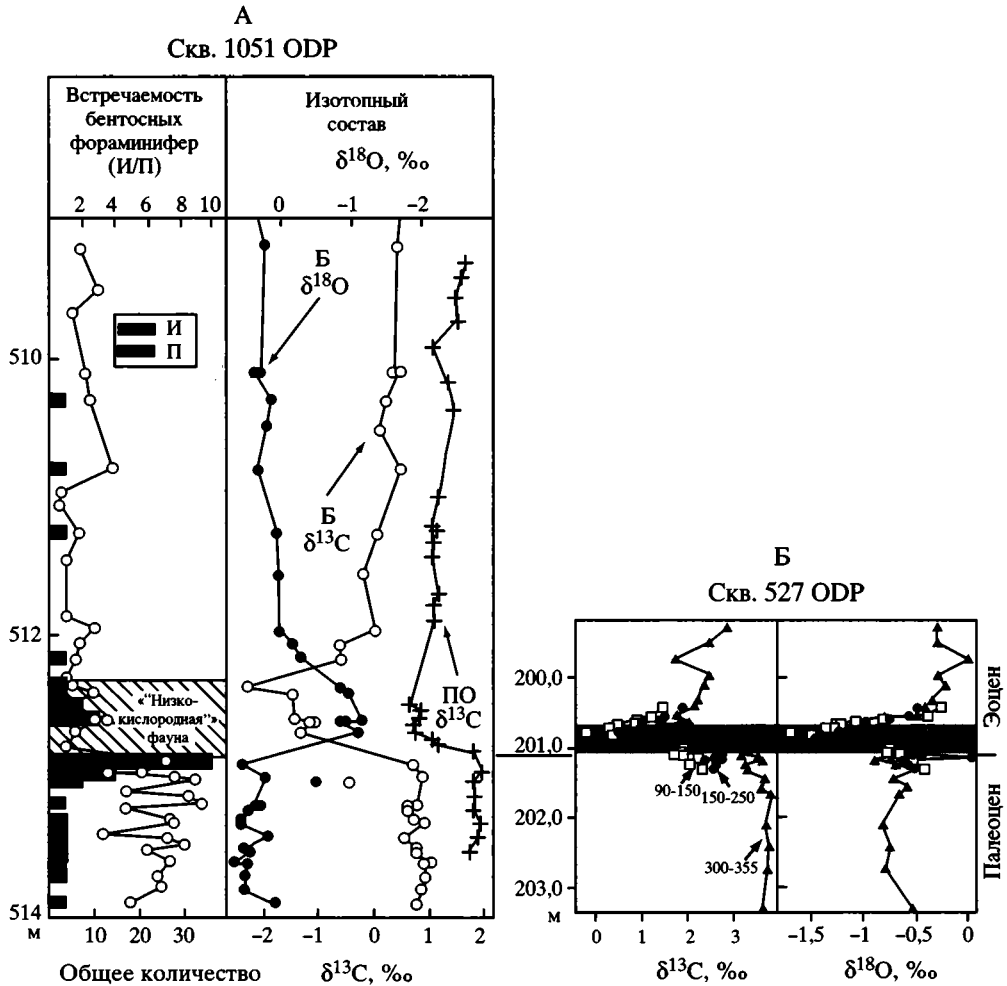 А
Скв. 1051 ODP
Встречаемость
бентосных
фораминифер
(И/П)
2 4 6 8 10
Изотопный
состав
δ¹⁸O, ‰
0 −1 −2
И
П
Б
δ¹⁸O
Б
δ¹³C
ПО
δ¹³C
«"Низко-
кислородная"»
фауна
510
512
514
м
10 20 30
Общее количество
−2 −1 0 1 2
δ¹³C, ‰
Б
Скв. 527 ODP
200,0
201,0
202,0
203,0
м
90-150
150-250
300-355
Эоцен
Палеоцен
0 1 2 3
δ¹³C, ‰
−1,5 −1,0 −0,5 0
δ¹⁸O, ‰